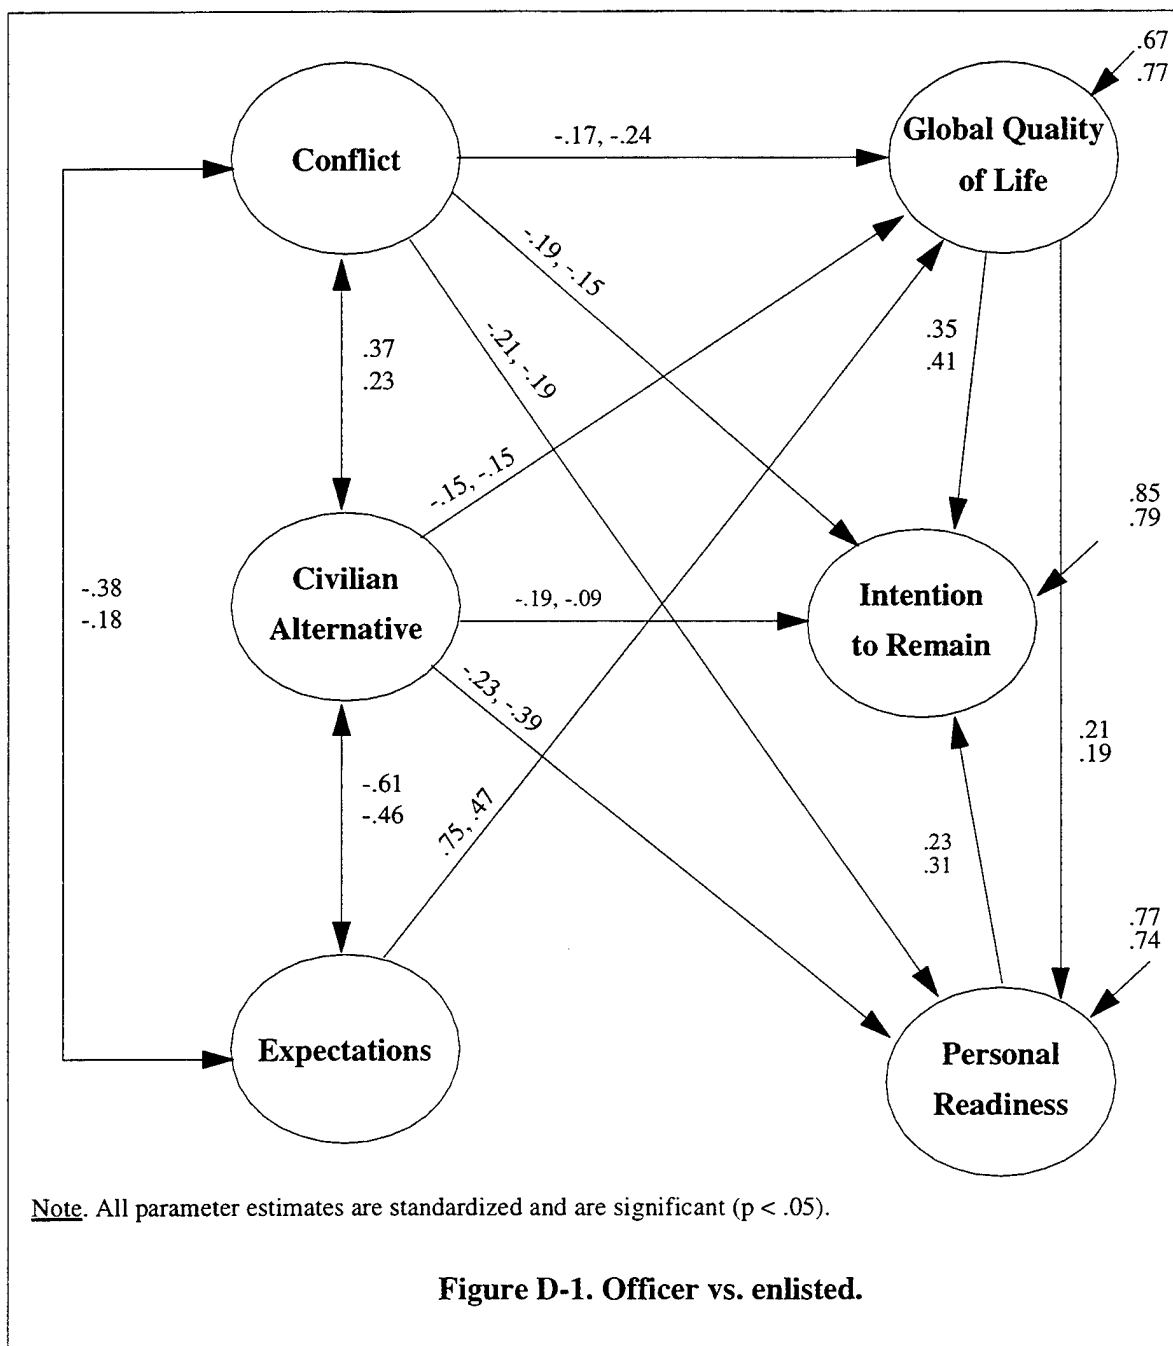 .67
.77
Global Quality
of Life
Conflict
-.17, -.24
-.19, -.15
-.21, -.19
.37
.23
.35
.41
-.15, -.15
.85
.79
Civilian
Alternative
-.19, -.09
Intention
to Remain
-.38
-.18
-.23, -.39
.21
.19
-.61
-.46
.75, .47
.23
.31
.77
.74
Expectations
Personal
Readiness
Note. All parameter estimates are standardized and are significant (p < .05).
Figure D-1. Officer vs. enlisted.